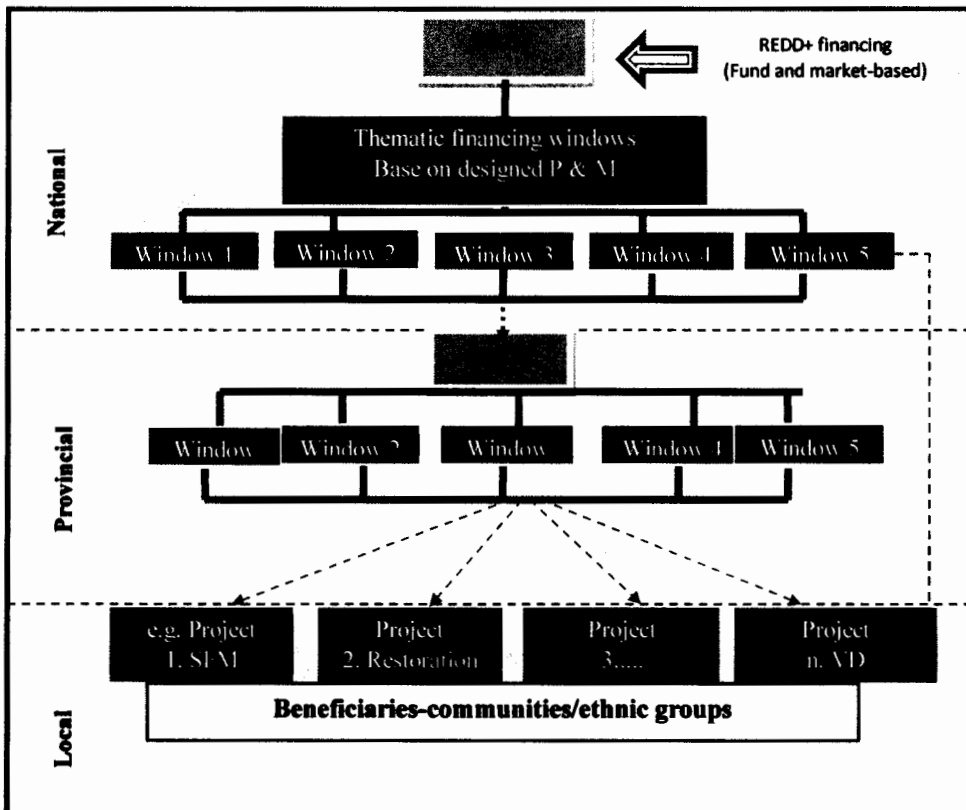 REDD+ financing
(Fund and market-based)
Thematic financing windows
Base on designed P & M
National
Window 1
Window 2
Window 3
Window 4
Window 5
Provincial
Window
Window 2
Window
Window 4
Window 5
e.g. Project
1. SFM
Project
2. Restoration
Project
3.....
Project
n. VD
Beneficiaries-communities/ethnic groups
Local